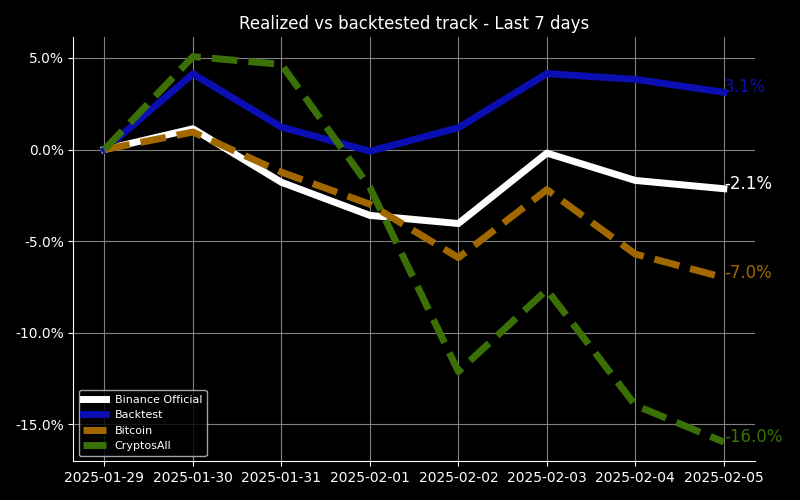 Realized vs backtested track - Last 7 days
5.0%
0.0%
-5.0%
-10.0%
-15.0%
3.1%
-2.1%
-7.0%
-16.0%
Binance Official
Backtest
Bitcoin
CryptosAll
2025-01-29 2025-01-30 2025-01-31 2025-02-01 2025-02-02 2025-02-03 2025-02-04 2025-02-05